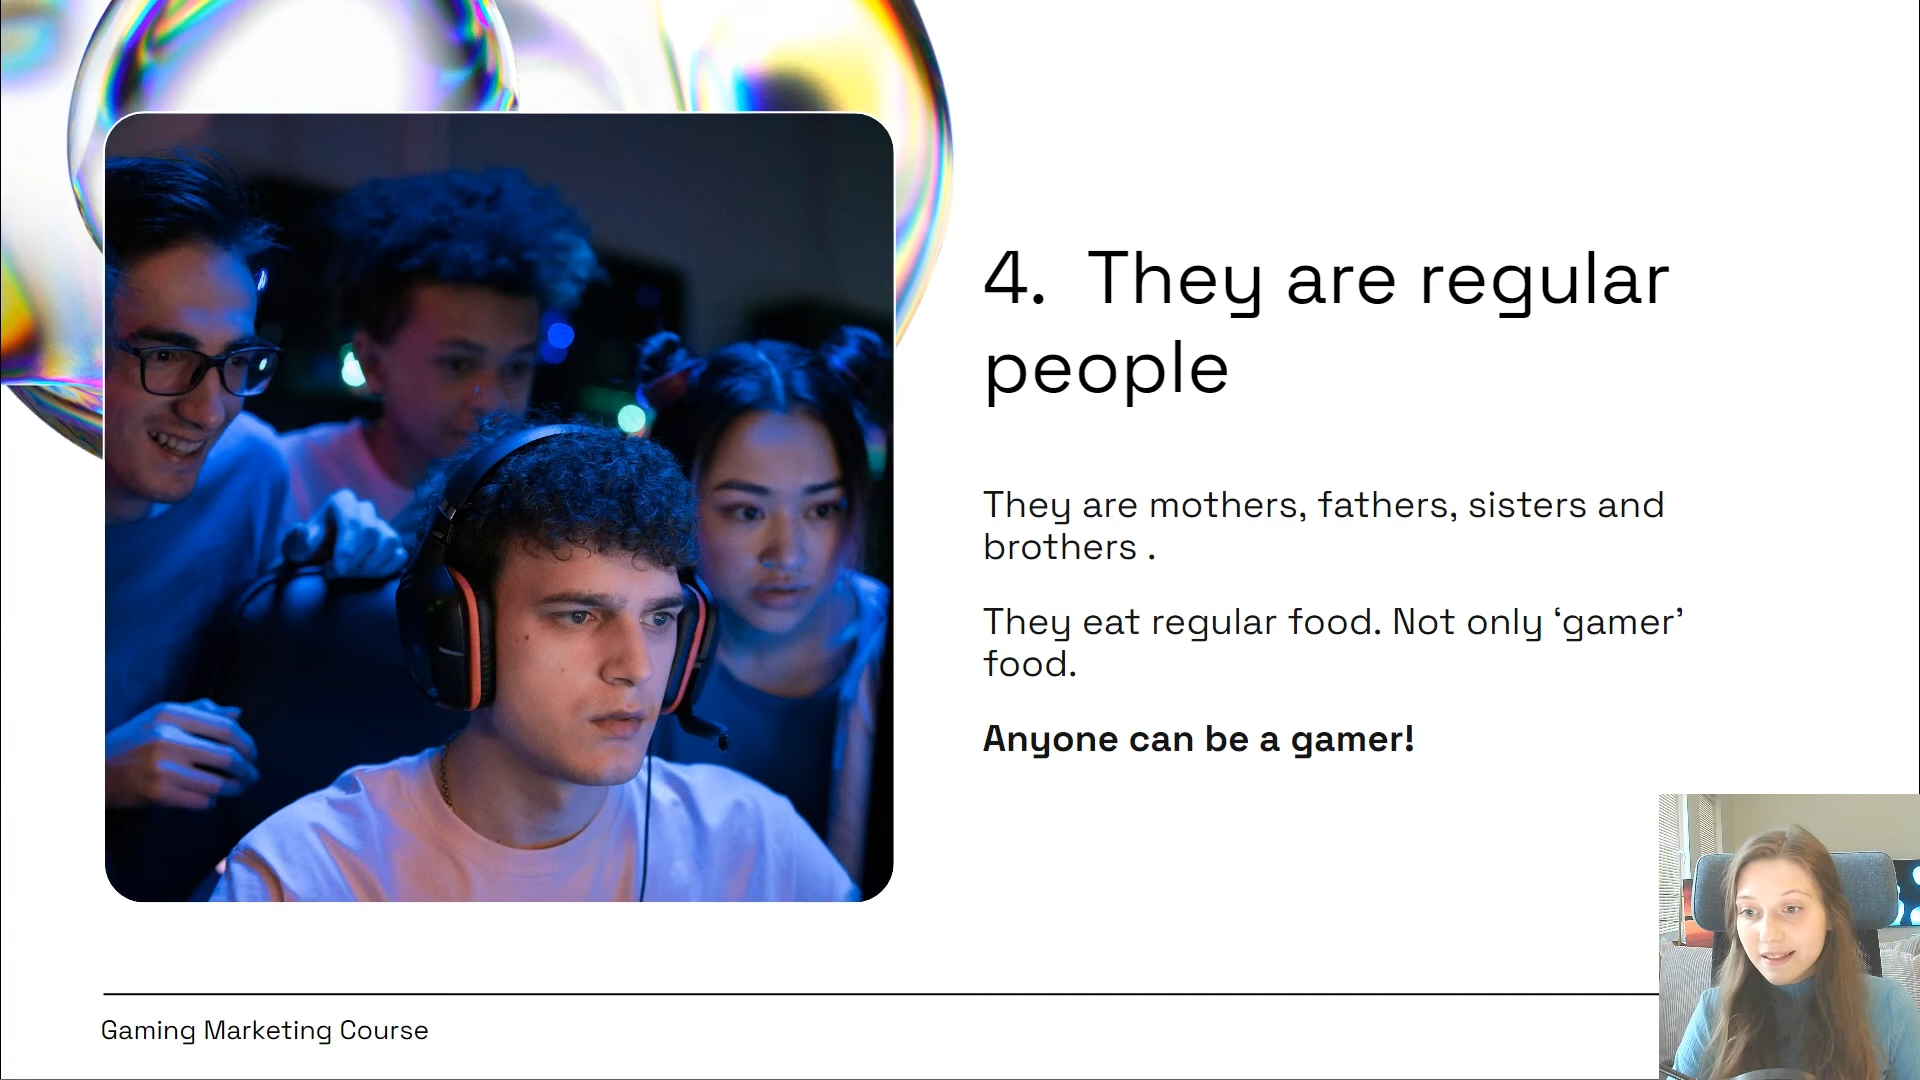 4. They are regular
people
They are mothers, fathers, sisters and
brothers .
They eat regular food. Not only ‘gamer’
food.
Anyone can be a gamer!
Gaming Marketing Course